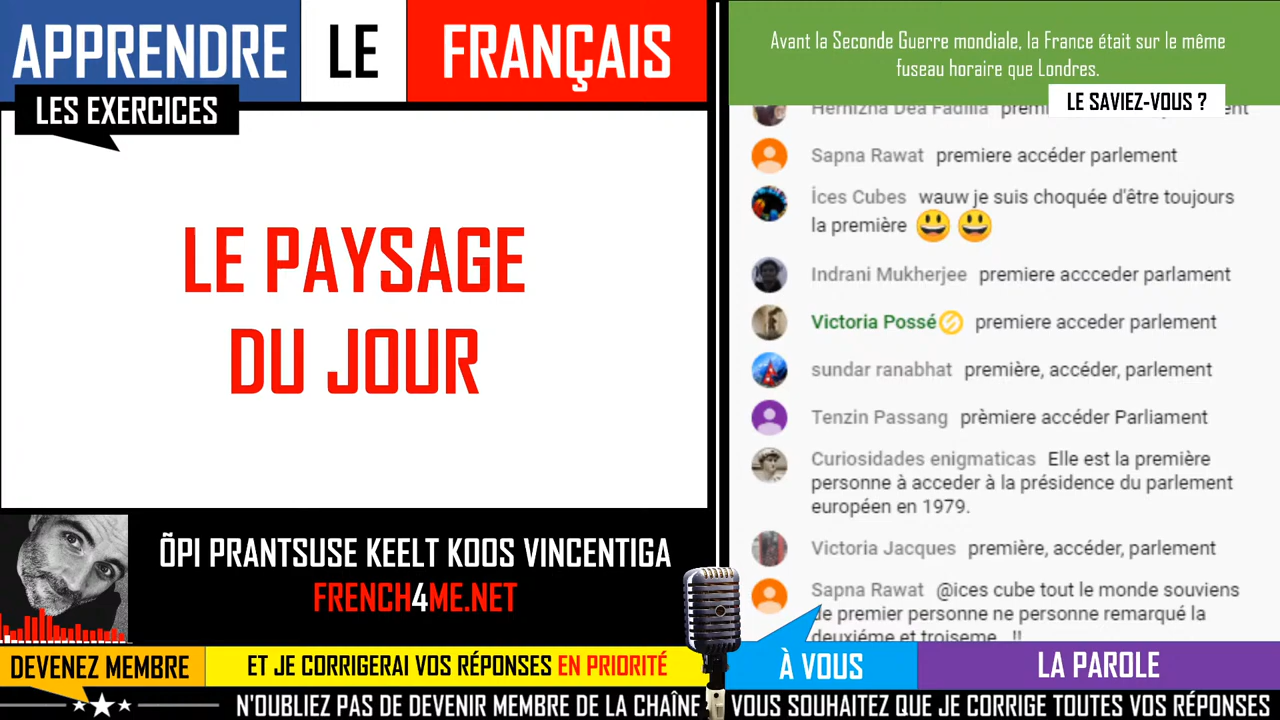 APPRENDRE LE FRANÇAIS
LES EXERCICES
LE PAYSAGE
DU JOUR
ÕPI PRANTSUSE KEELT KOOS VINCENTIGA
FRENCH4ME.NET
DEVENEZ MEMBRE
ET JE CORRIGERAI VOS RÉPONSES EN PRIORITÉ
Avant la Seconde Guerre mondiale, la France était sur le même
fuseau horaire que Londres.
LE SAVIEZ-VOUS ?
Sapna Rawat premiere accéder parlement
İces Cubes wauw je suis choquée d'être toujours
la première 😃 😃
Indrani Mukherjee premiere accceder parlament
Victoria Possé premiere acceder parlement
sundar ranabhat première, accéder, parlement
Tenzin Passang prèmiere accéder Parliament
Curiosidades enigmaticas Elle est la première
personne à acceder à la présidence du parlement
européen en 1979.
Victoria Jacques première, accéder, parlement
Sapna Rawat @ices cube tout le monde souviens
premier personne ne personne remarqué la
deuxiéme et troiseme..!!
À VOUS LA PAROLE
N'OUBLIEZ PAS DE DEVENIR MEMBRE DE LA CHAÎNE VOUS SOUHAITEZ QUE JE CORRIGE TOUTES VOS RÉPONSES